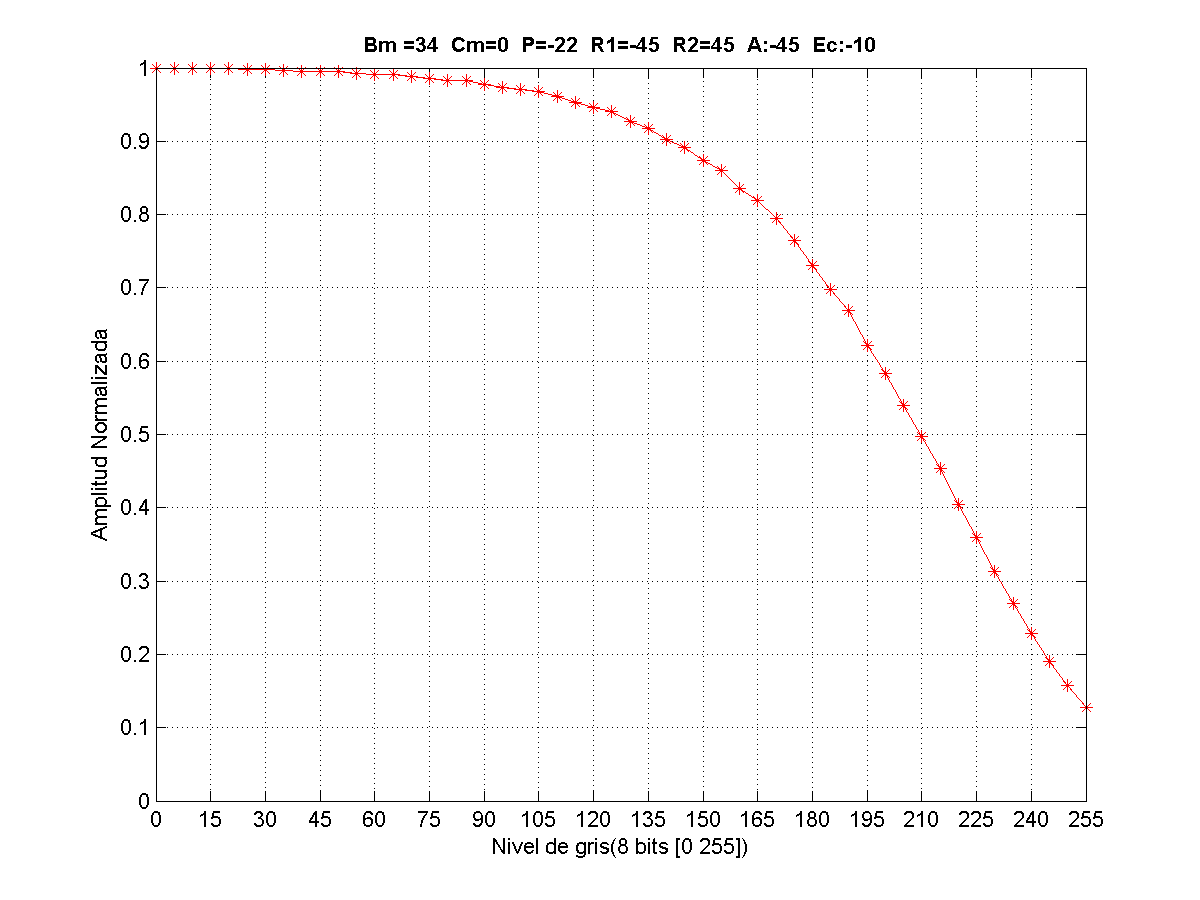 Bm =34  Cm=0  P=-22  R1=-45  R2=45  A:-45  Ec:-10
1
0.9
0.8
0.7
0.6
0.5
0.4
0.3
0.2
0.1
0
Amplitud Normalizada
0 15 30 45 60 75 90 105 120 135 140 150 165 180 195 210 225 240 255
Nivel de gris(8 bits [0 255])